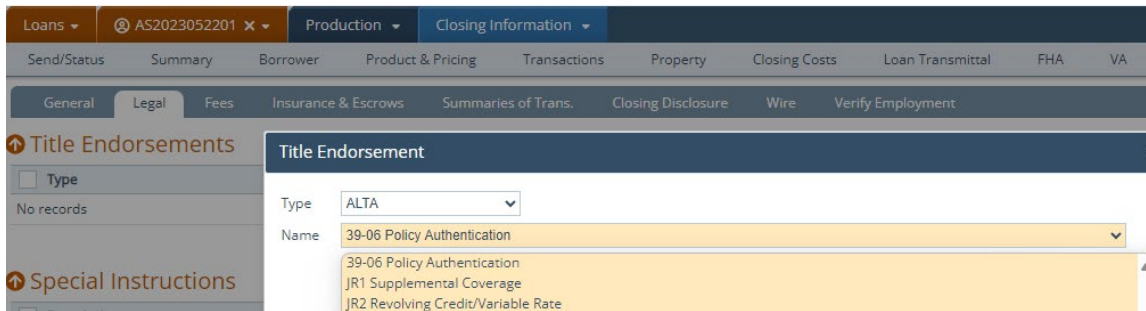 Loans AS2023052201 X Production Closing Information
Send/Status Summary Borrower Product & Pricing Transactions Property Closing Costs Loan Transmittal FHA VA
General Legal Fees Insurance & Escrows Summaries of Trans. Closing Disclosure Wire Verify Employment
Title Endorsements
Title Endorsement
Type
Type ALTA
No records
Name 39-06 Policy Authentication
39-06 Policy Authentication
Special Instructions
JR1 Supplemental Coverage
JR2 Revolving Credit/Variable Rate